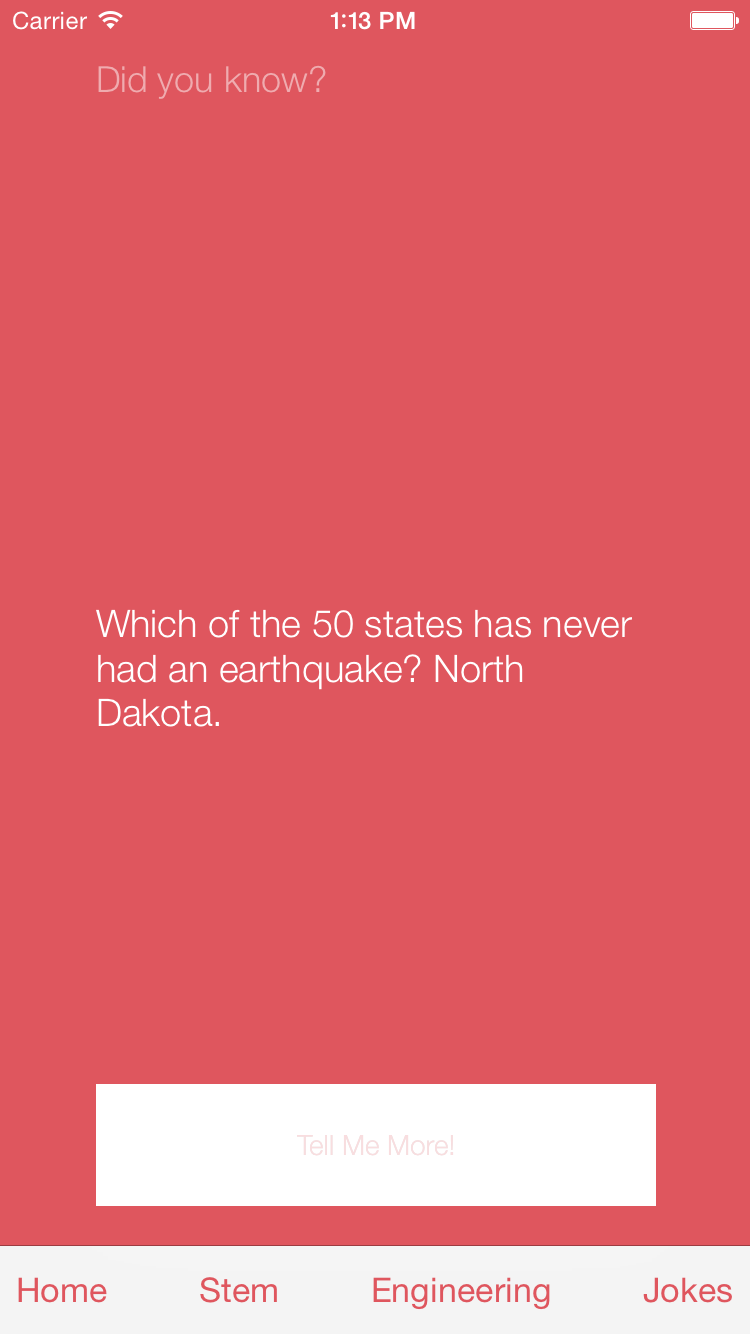 Carrier 1:13 PM
Did you know?
Which of the 50 states has never
had an earthquake? North
Dakota.
Tell Me More!
Home Stem Engineering Jokes